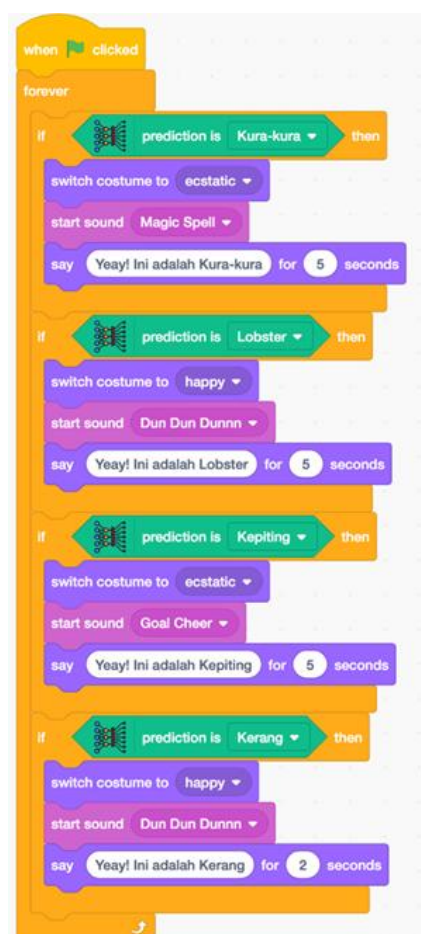 when clicked
forever
if prediction is Kura-kura then
switch costume to ecstatic
start sound Magic Spell
say Yeay! Ini adalah Kura-kura for 5 seconds
if prediction is Lobster then
switch costume to happy
start sound Dun Dun Dunnn
say Yeay! Ini adalah Lobster for 5 seconds
if prediction is Kepiting then
switch costume to ecstatic
start sound Goal Cheer
say Yeay! Ini adalah Kepiting for 5 seconds
if prediction is Kerang then
switch costume to happy
start sound Dun Dun Dunnn
say Yeay! Ini adalah Kerang for 2 seconds